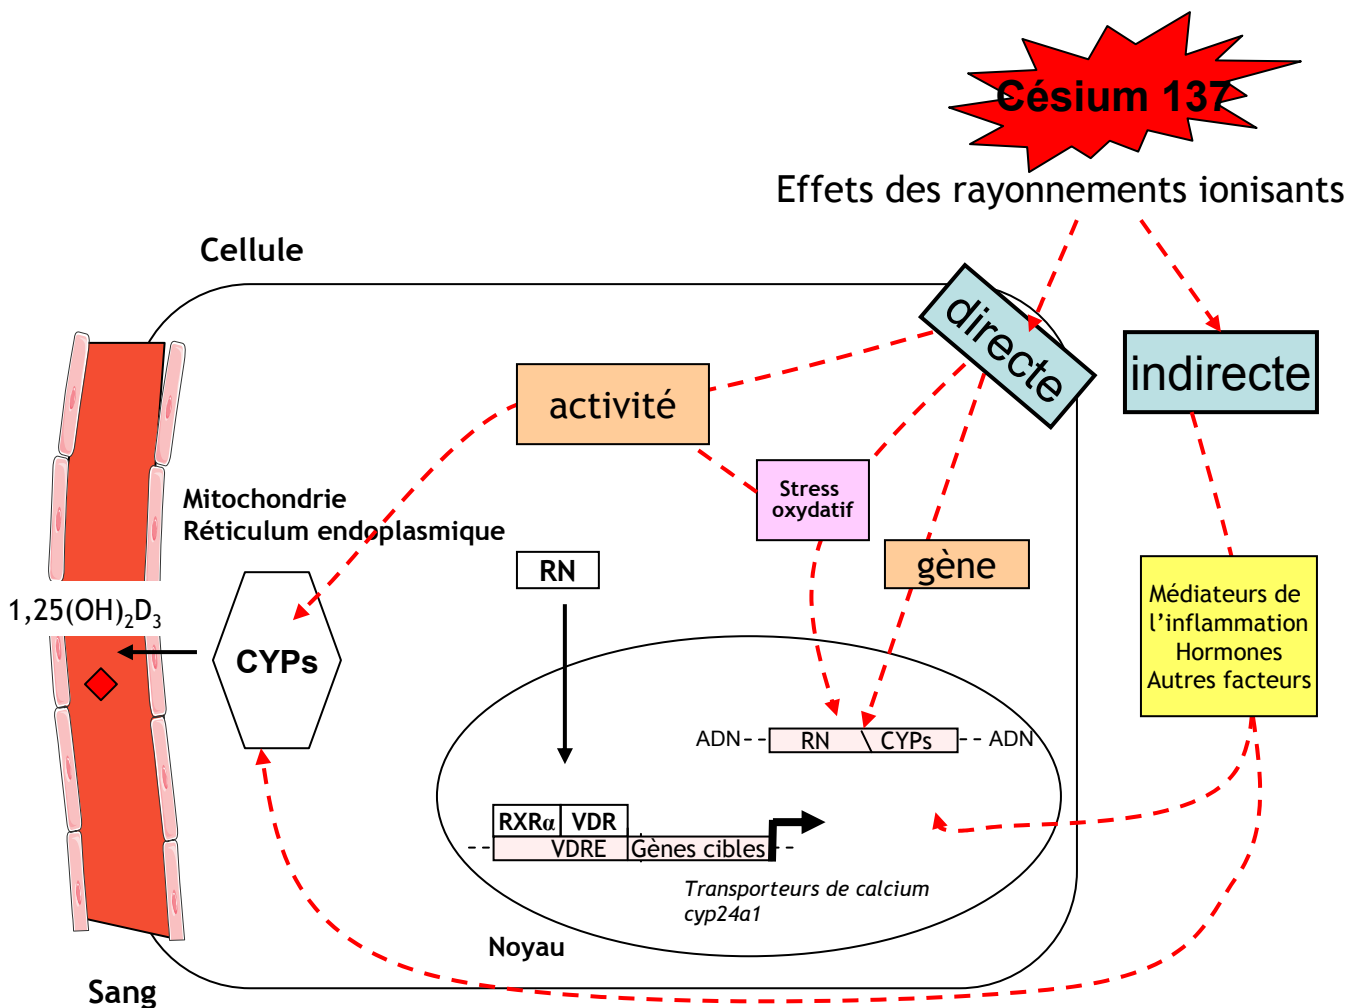 Césium 137
Effets des rayonnements ionisants
Cellule
directe
indirecte
activité
Stress
oxydatif
Mitochondrie
Réticulum endoplasmique
RN
gène
Médiateurs de
l’inflammation
Hormones
Autres facteurs
1,25(OH)₂D₃
CYPs
ADN-- RN \ CYPs -- ADN
RXRα VDR
-- VDRE Gènes cibles --
Transporteurs de calcium
cyp24a1
Noyau
Sang